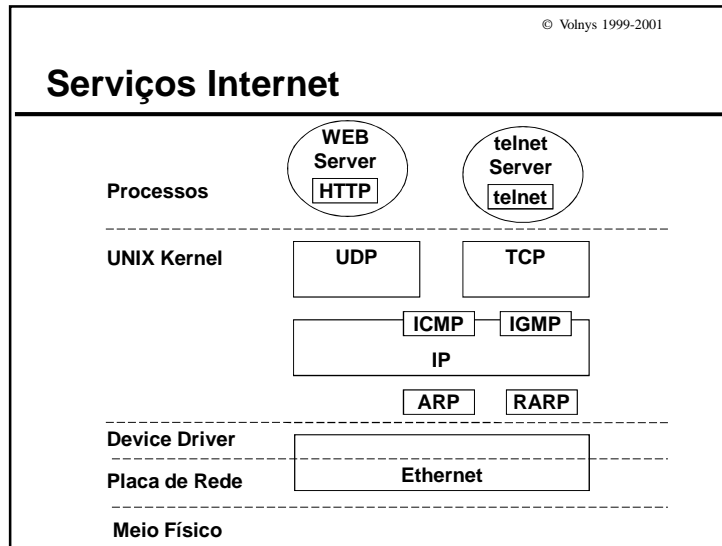 © Volnys 1999-2001
Serviços Internet
WEB
Server
HTTP
telnet
Server
telnet
Processos
UNIX Kernel
UDP
TCP
ICMP
IGMP
IP
ARP
RARP
Device Driver
Ethernet
Placa de Rede
Meio Físico